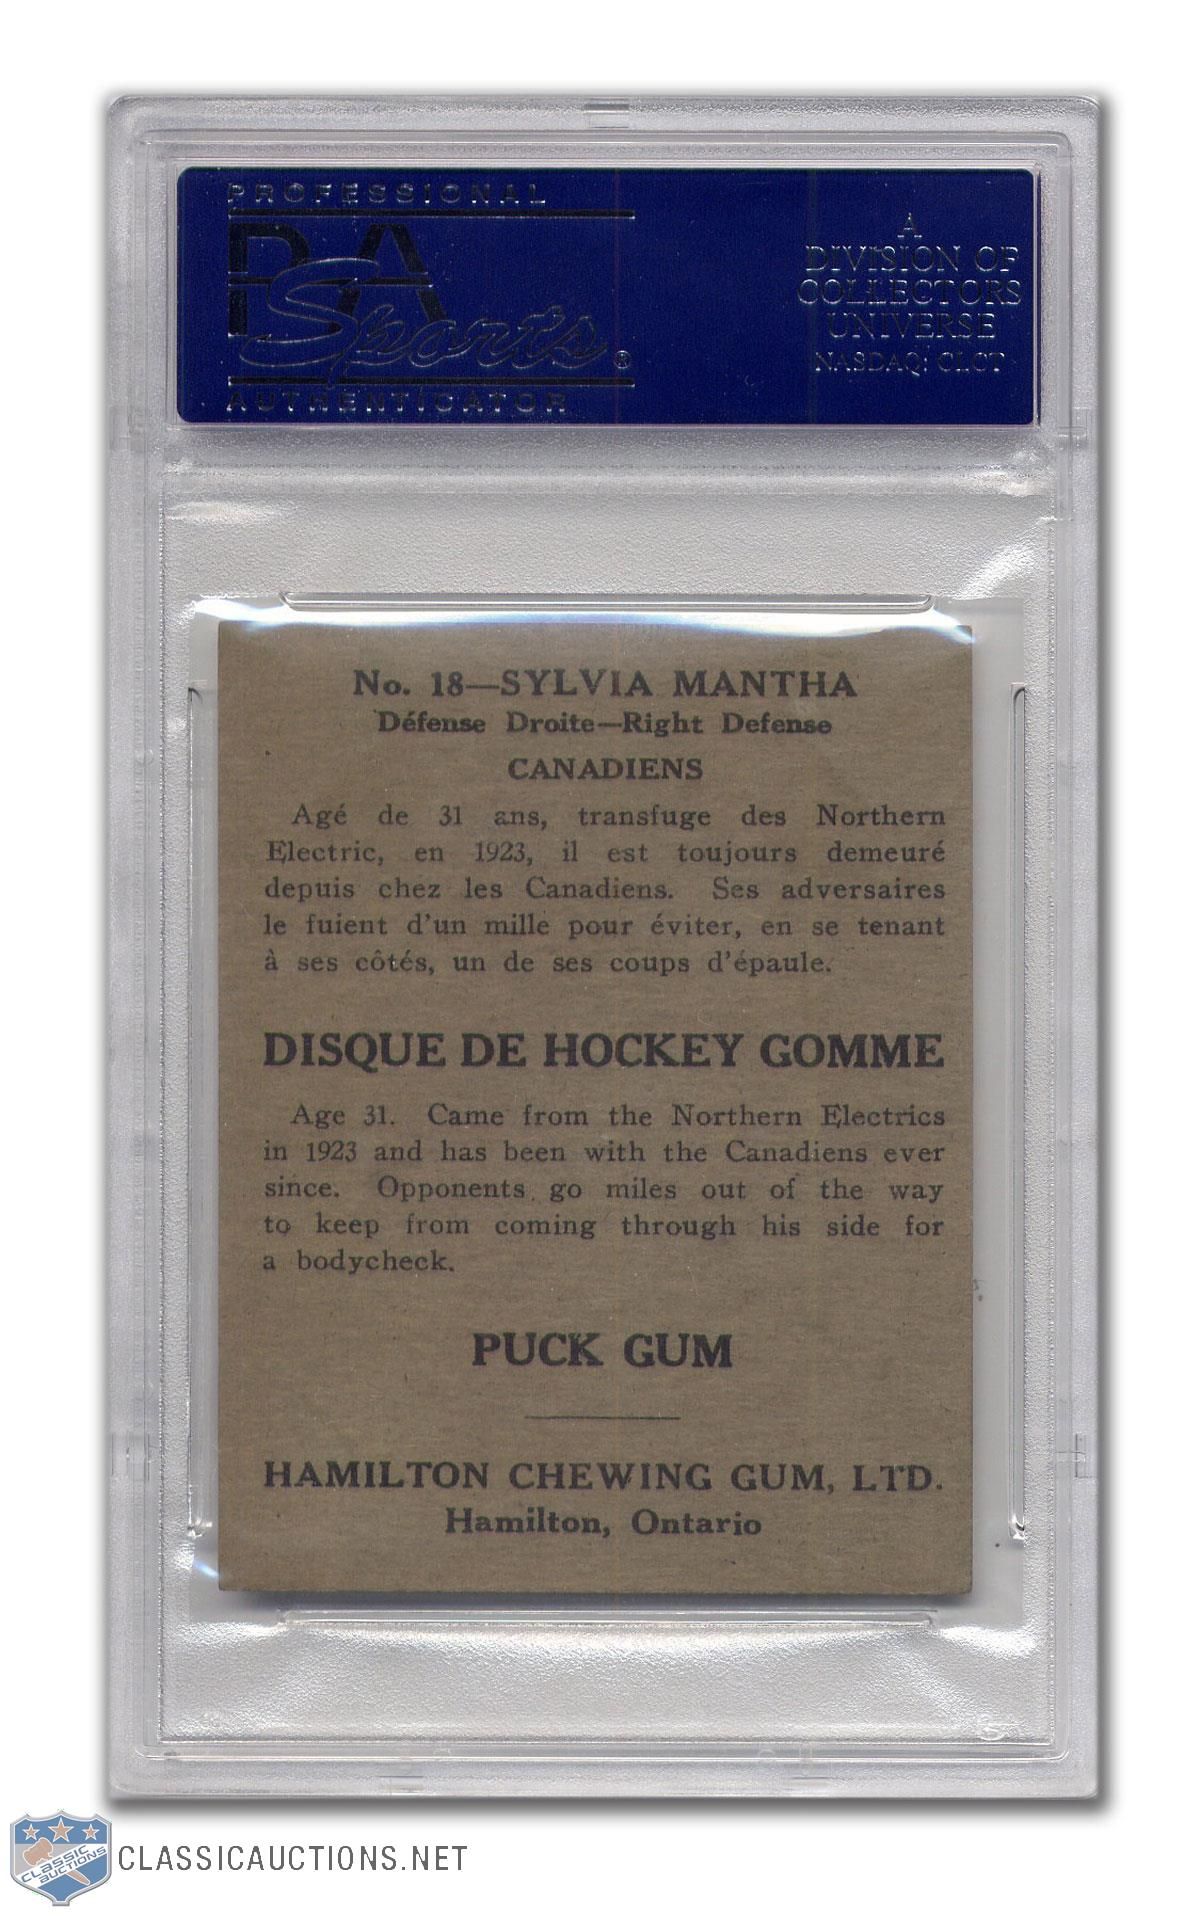 PROFESSIONAL
PSA
Sports®
AUTHENTICATOR
A
DIVISION OF
COLLECTORS
UNIVERSE
NASDAQ: CLCT
No. 18—SYLVIA MANTHA
Défense Droite—Right Defense
CANADIENS
Agé de 31 ans, transfuge des Northern
Electric, en 1923, il est toujours demeuré
depuis chez les Canadiens. Ses adversaires
le fuient d'un mille pour éviter, en se tenant
à ses côtés, un de ses coups d'épaule.
DISQUE DE HOCKEY GOMME
Age 31. Came from the Northern Electrics
in 1923 and has been with the Canadiens ever
since. Opponents go miles out of the way
to keep from coming through his side for
a bodycheck.
PUCK GUM
HAMILTON CHEWING GUM, LTD.
Hamilton, Ontario
CLASSIC
AUCTIONS
CLASSICAUCTIONS.NET